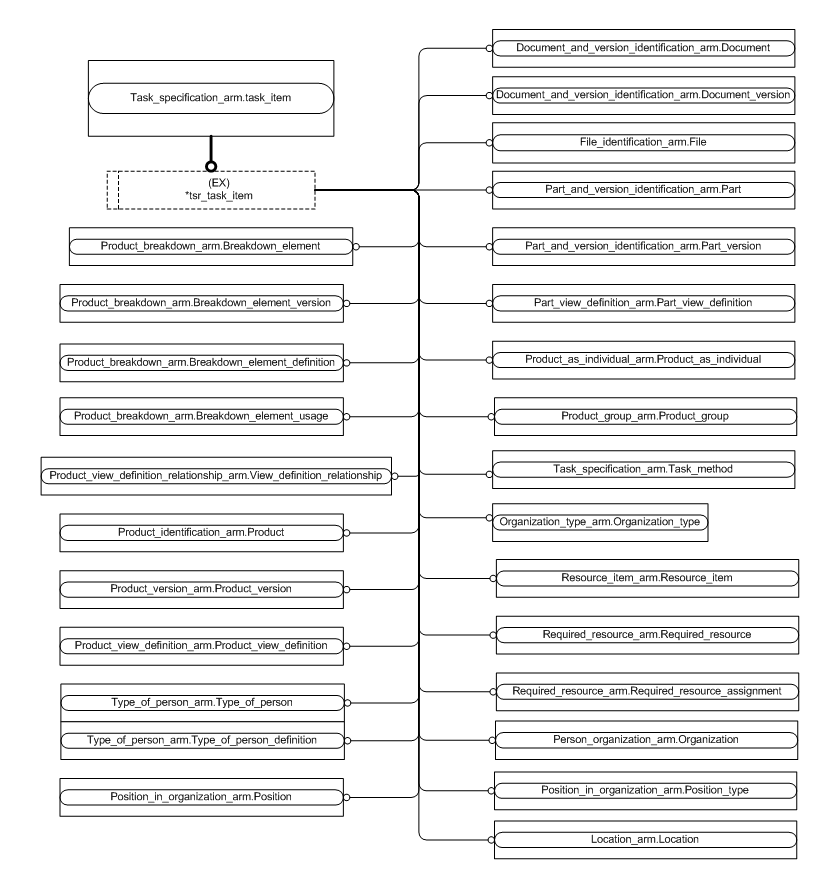 Task_specification_arm.task_item
(EX)
*tsr_task_item
Product_breakdown_arm.Breakdown_element
Product_breakdown_arm.Breakdown_element_version
Product_breakdown_arm.Breakdown_element_definition
Product_breakdown_arm.Breakdown_element_usage
Product_view_definition_relationship_arm.View_definition_relationship
Product_identification_arm.Product
Product_version_arm.Product_version
Product_view_definition_arm.Product_view_definition
Type_of_person_arm.Type_of_person
Type_of_person_arm.Type_of_person_definition
Position_in_organization_arm.Position
Document_and_version_identification_arm.Document
Document_and_version_identification_arm.Document_version
File_identification_arm.File
Part_and_version_identification_arm.Part
Part_and_version_identification_arm.Part_version
Part_view_definition_arm.Part_view_definition
Product_as_individual_arm.Product_as_individual
Product_group_arm.Product_group
Task_specification_arm.Task_method
Organization_type_arm.Organization_type
Resource_item_arm.Resource_item
Required_resource_arm.Required_resource
Required_resource_arm.Required_resource_assignment
Person_organization_arm.Organization
Position_in_organization_arm.Position_type
Location_arm.Location